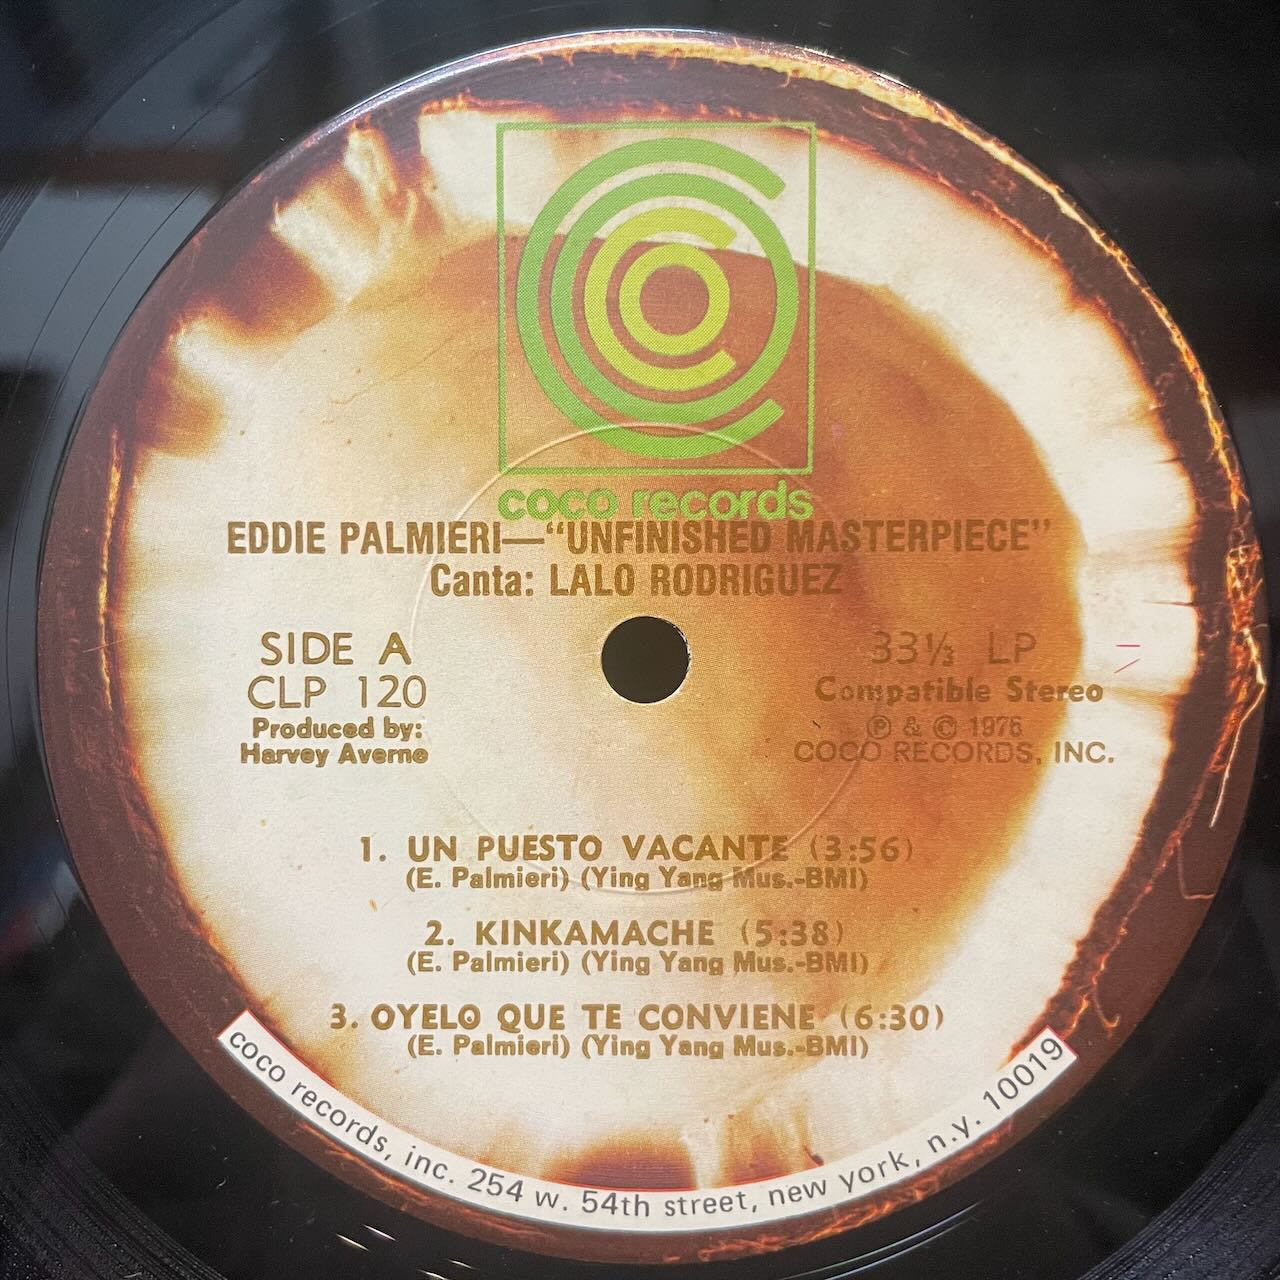 coco records
EDDIE PALMIERI—“UNFINISHED MASTERPIECE”
Canta: LALO RODRIGUEZ
SIDE A
CLP 120
Produced by:
Harvey Averne
33⅓ LP
Compatible Stereo
℗ & © 1976
COCO RECORDS, INC.
1. UN PUESTO VACANTE (3:56)
(E. Palmieri) (Ying Yang Mus.-BMI)
2. KINKAMACHE (5:38)
(E. Palmieri) (Ying Yang Mus.-BMI)
3. OYELO QUE TE CONVIENE (6:30)
(E. Palmieri) (Ying Yang Mus.-BMI)
coco records, inc. 254 w. 54th street, new york, n.y. 10019